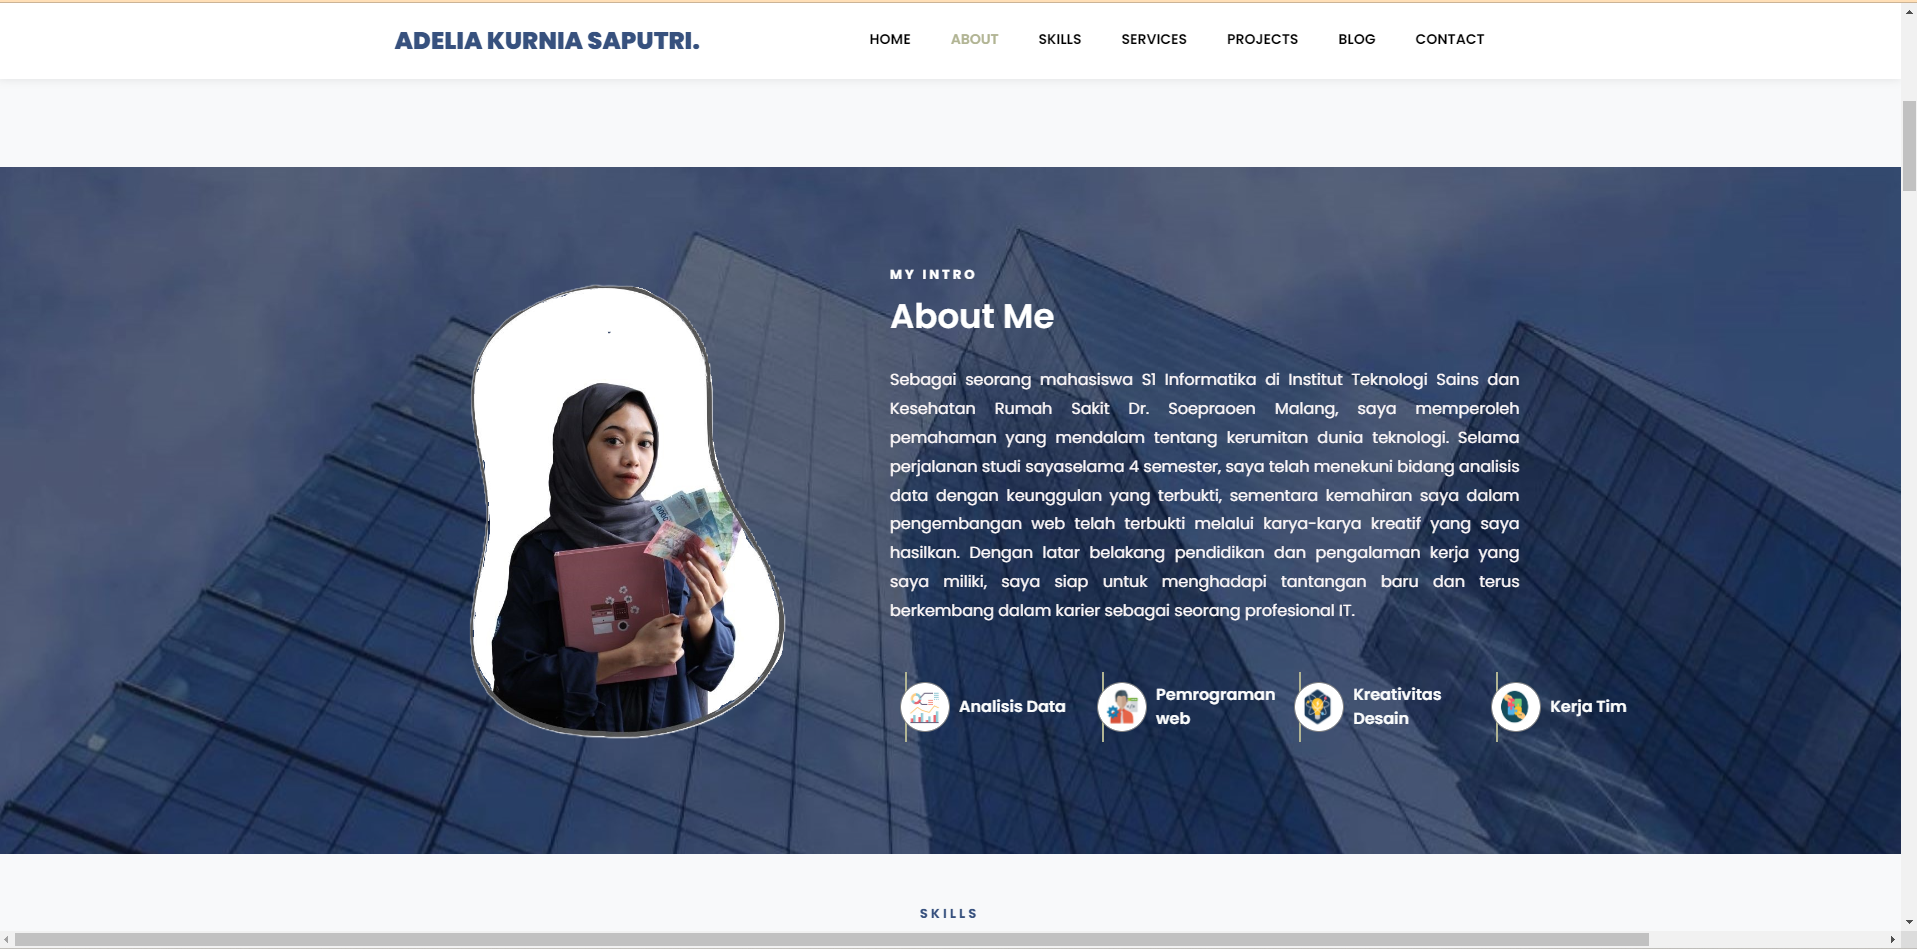 ADELIA KURNIA SAPUTRI.
HOME ABOUT SKILLS SERVICES PROJECTS BLOG CONTACT
MY INTRO
About Me
Sebagai seorang mahasiswa S1 Informatika di Institut Teknologi Sains dan
Kesehatan Rumah Sakit Dr. Soepraoen Malang, saya memperoleh
pemahaman yang mendalam tentang kerumitan dunia teknologi. Selama
perjalanan studi sayaselama 4 semester, saya telah menekuni bidang analisis
data dengan keunggulan yang terbukti, sementara kemahiran saya dalam
pengembangan web telah terbukti melalui karya-karya kreatif yang saya
hasilkan. Dengan latar belakang pendidikan dan pengalaman kerja yang
saya miliki, saya siap untuk menghadapi tantangan baru dan terus
berkembang dalam karier sebagai seorang profesional IT.
Analisis Data
Pemrograman
web
Kreativitas
Desain
Kerja Tim
SKILLS